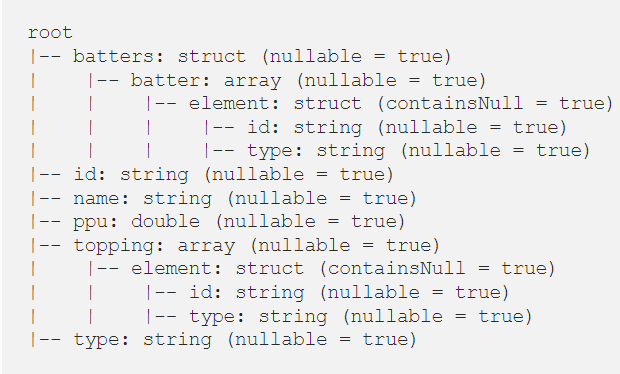 root
|-- batters: struct (nullable = true)
|    |-- batter: array (nullable = true)
|    |    |-- element: struct (containsNull = true)
|    |    |    |-- id: string (nullable = true)
|    |    |    |-- type: string (nullable = true)
|-- id: string (nullable = true)
|-- name: string (nullable = true)
|-- ppu: double (nullable = true)
|-- topping: array (nullable = true)
|    |-- element: struct (containsNull = true)
|    |    |-- id: string (nullable = true)
|    |    |-- type: string (nullable = true)
|-- type: string (nullable = true)